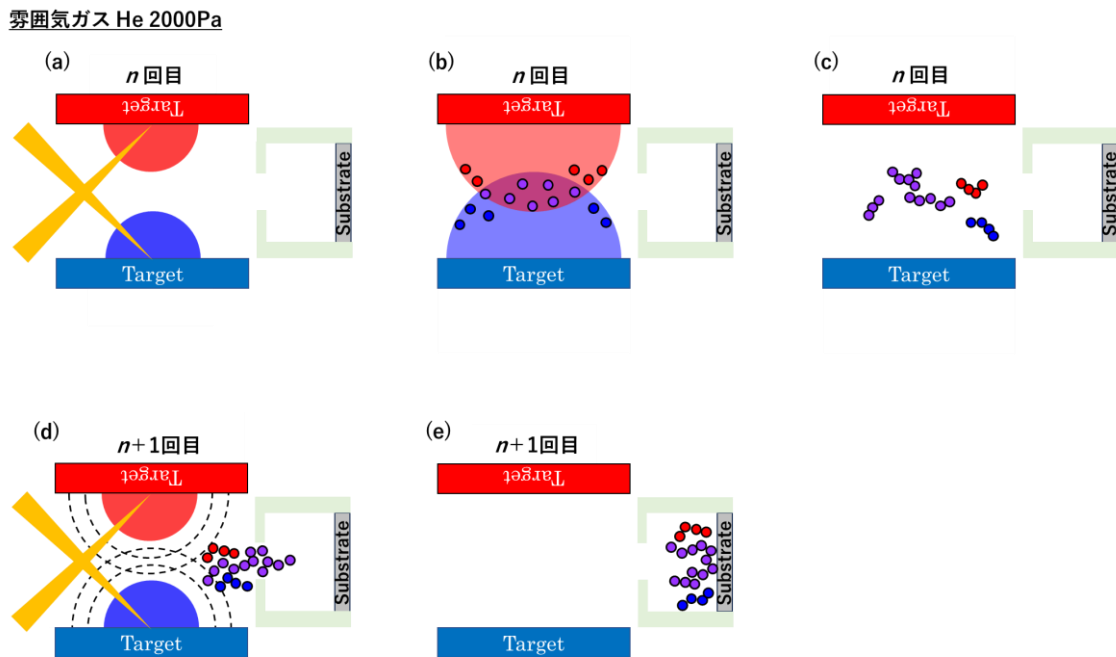 雰囲気ガス He 2000Pa
(a)
n 回目
Target
Substrate
Target
(b)
n 回目
Target
Substrate
Target
(c)
n 回目
Target
Substrate
Target
(d)
n+1回目
Target
Substrate
Target
(e)
n+1回目
Target
Substrate
Target